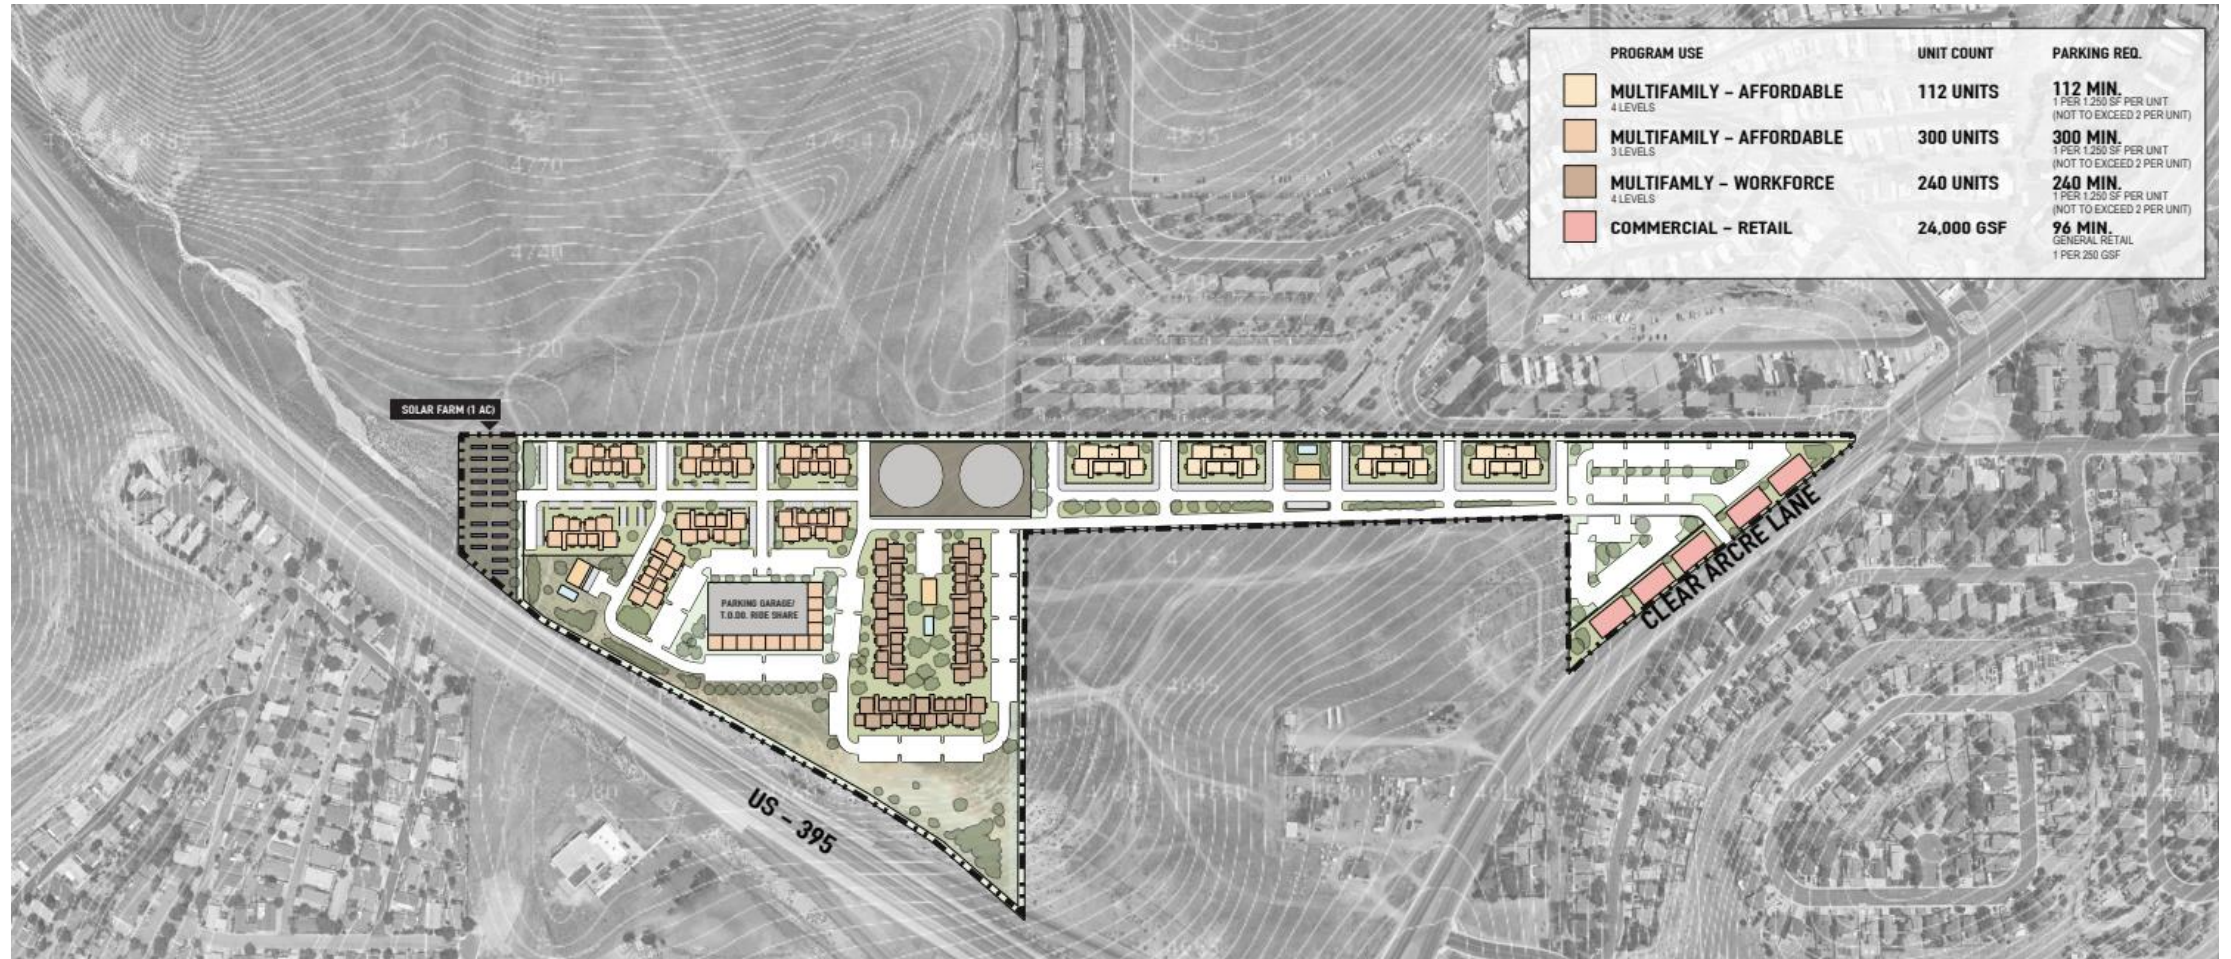 PROGRAM USE UNIT COUNT PARKING REQ.
MULTIFAMILY – AFFORDABLE 112 UNITS 112 MIN.
4 LEVELS 1 PER 1,250 SF PER UNIT
(NOT TO EXCEED 2 PER UNIT)
MULTIFAMILY – AFFORDABLE 300 UNITS 300 MIN.
3 LEVELS 1 PER 1,250 SF PER UNIT
(NOT TO EXCEED 2 PER UNIT)
MULTIFAMLY – WORKFORCE 240 UNITS 240 MIN.
4 LEVELS 1 PER 1,250 SF PER UNIT
(NOT TO EXCEED 2 PER UNIT)
COMMERCIAL – RETAIL 24,000 GSF 96 MIN.
GENERAL RETAIL
1 PER 250 GSF
SOLAR FARM (1 AC)
PARKING GARAGE/
T.O.DD. RIDE SHARE
CLEAR ARCRE LANE
US – 395
4770
4740
4720